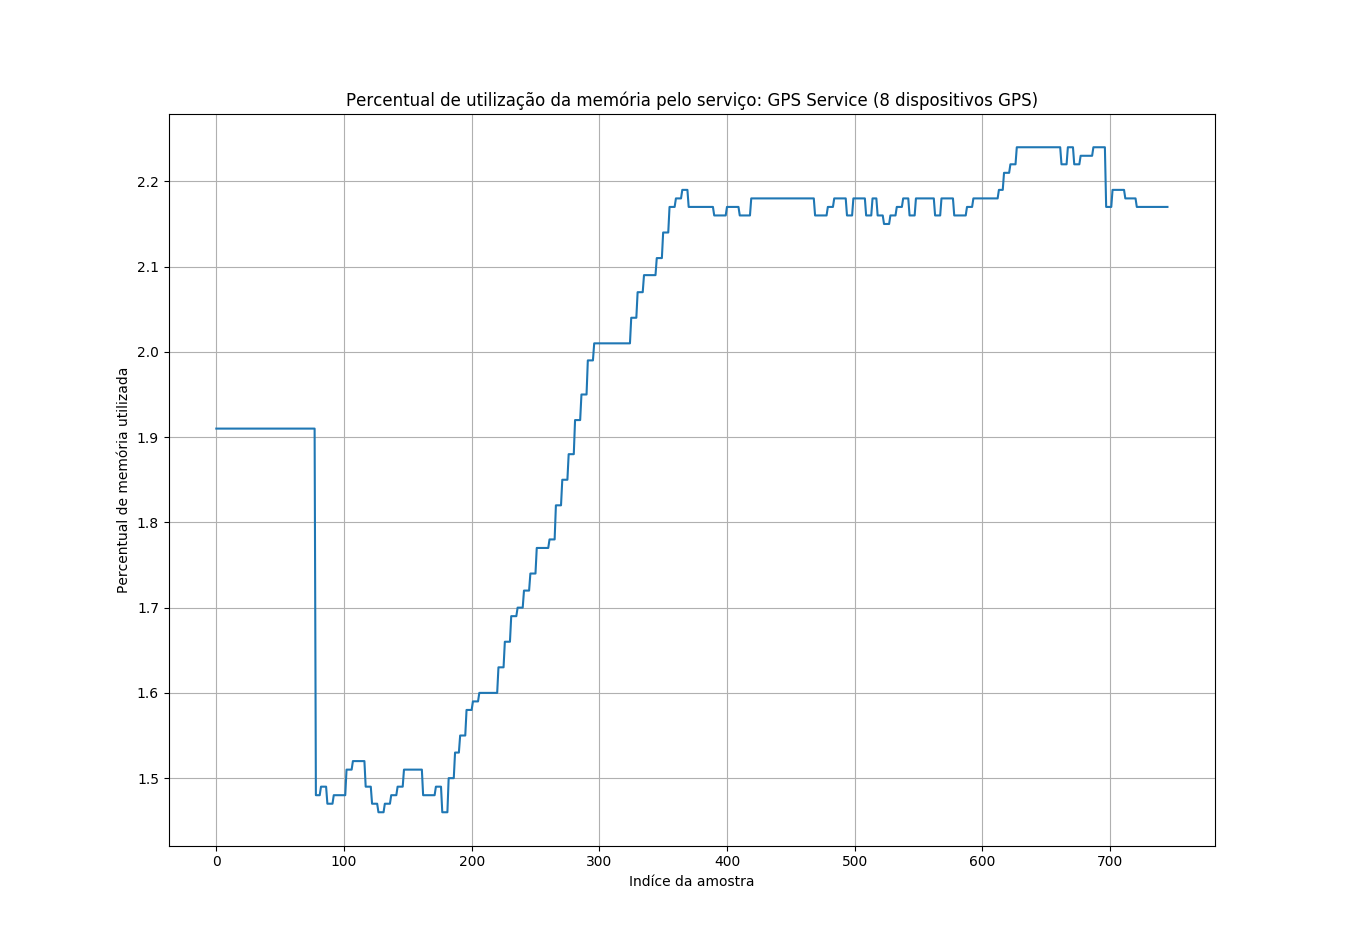 Percentual de utilização da memória pelo serviço: GPS Service (8 dispositivos GPS)
Percentual de memória utilizada
2.2
2.1
2.0
1.9
1.8
1.7
1.6
1.5
0 100 200 300 400 500 600 700
Indíce da amostra